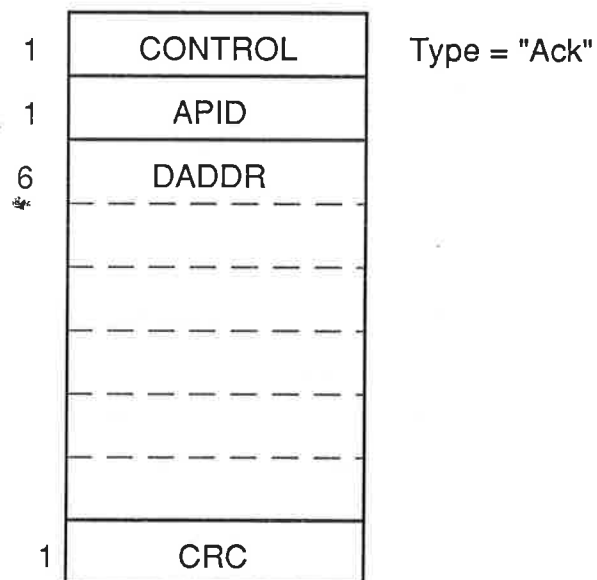 1 CONTROL Type = "Ack"
1 APID
6 DADDR
1 CRC